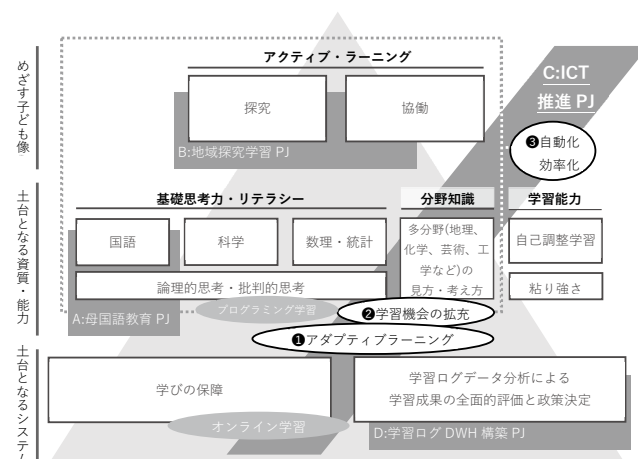 めざす子ども像
アクティブ・ラーニング
探究
協働
B:地域探究学習 PJ
C:ICT
推進 PJ
❸自動化
効率化
土台となる資質・能力
基礎思考力・リテラシー
分野知識
学習能力
国語
科学
数理・統計
多分野(地理、
化学、芸術、工
学など)の
見方・考え方
自己調整学習
粘り強さ
論理的思考・批判的思考
プログラミング学習
A:母国語教育 PJ
❷学習機会の拡充
❶アダプティブラーニング
土台となるシステム
学びの保障
学習ログデータ分析による
学習成果の全面的評価と政策決定
オンライン学習
D:学習ログ DWH 構築 PJ